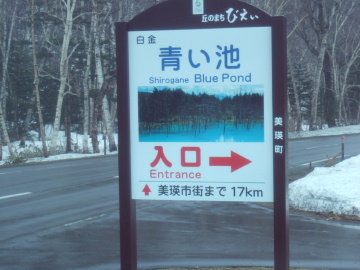 丘のまちびえい
白金
青い池
Shirogane Blue Pond
入口
Entrance
美瑛市街まで 17km
美瑛町